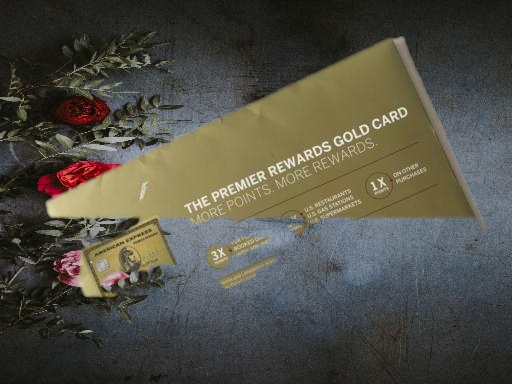 THE PREMIER REWARDS GOLD CARD
MORE POINTS. MORE REWARDS.
3X
BOOKED
U.S. RESTAURANTS
U.S. GAS STATIONS
SUPERMARKETS
1X
ON OTHER
PURCHASES
AMERICAN EXPRESS